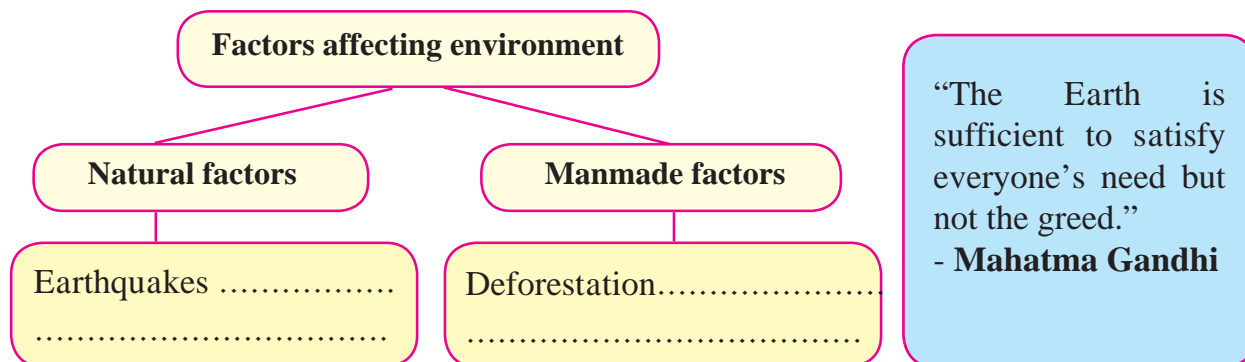 Factors affecting environment
Natural factors
Manmade factors
Earthquakes ..................
....................................
Deforestation.......................
.......................................
“The Earth is
sufficient to satisfy
everyone’s need but
not the greed.”
- Mahatma Gandhi